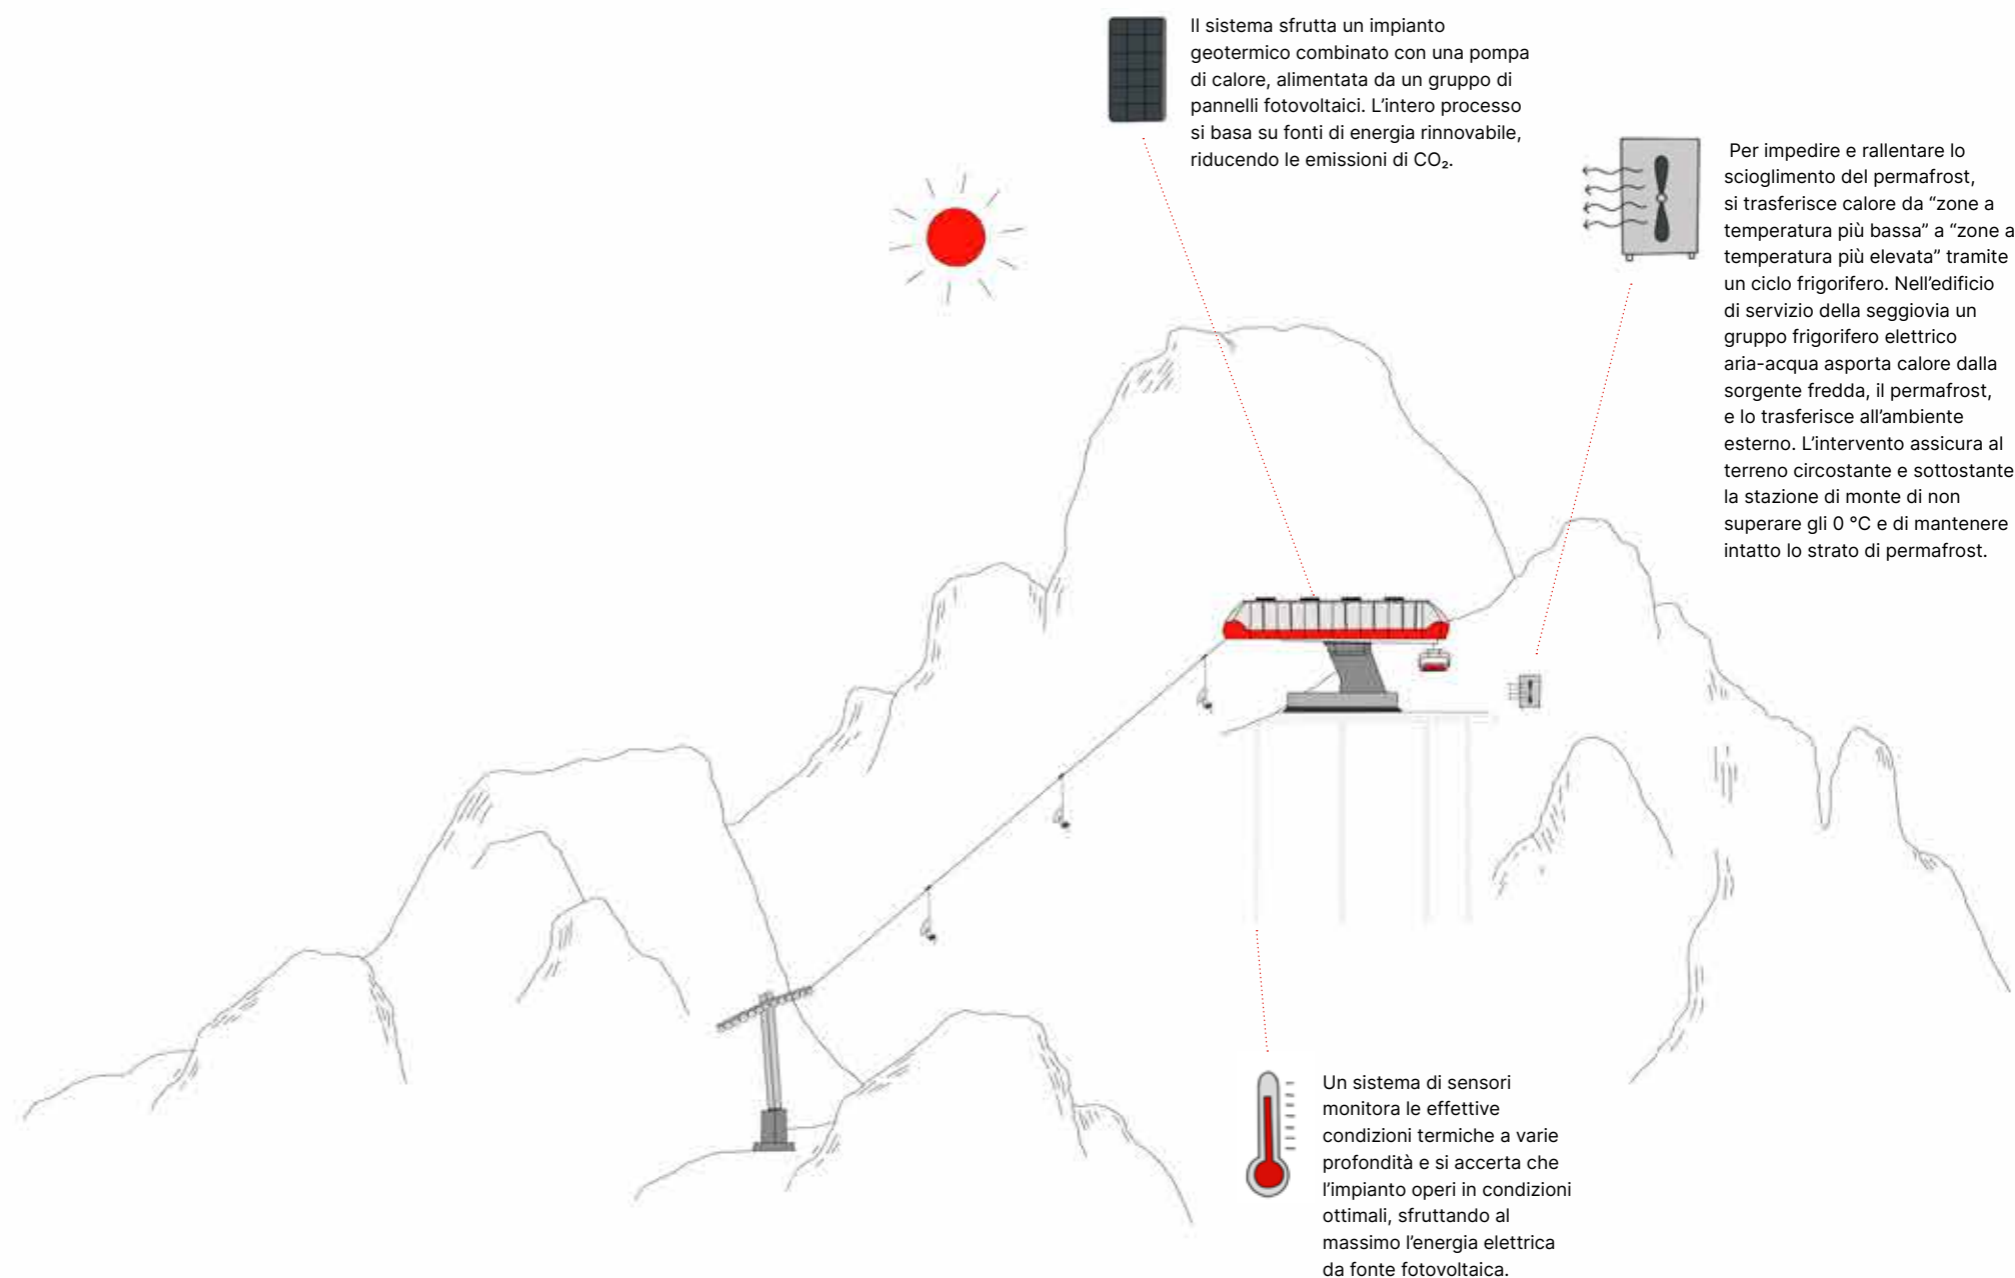 Il sistema sfrutta un impianto
geotermico combinato con una pompa
di calore, alimentata da un gruppo di
pannelli fotovoltaici. L’intero processo
si basa su fonti di energia rinnovabile,
riducendo le emissioni di CO₂.
Per impedire e rallentare lo
scioglimento del permafrost,
si trasferisce calore da “zone a
temperatura più bassa” a “zone a
temperatura più elevata” tramite
un ciclo frigorifero. Nell’edificio
di servizio della seggiovia un
gruppo frigorifero elettrico
aria-acqua asporta calore dalla
sorgente fredda, il permafrost,
e lo trasferisce all’ambiente
esterno. L’intervento assicura al
terreno circostante e sottostante
la stazione di monte di non
superare gli 0 °C e di mantenere
intatto lo strato di permafrost.
Un sistema di sensori
monitora le effettive
condizioni termiche a varie
profondità e si accerta che
l’impianto operi in condizioni
ottimali, sfruttando al
massimo l’energia elettrica
da fonte fotovoltaica.